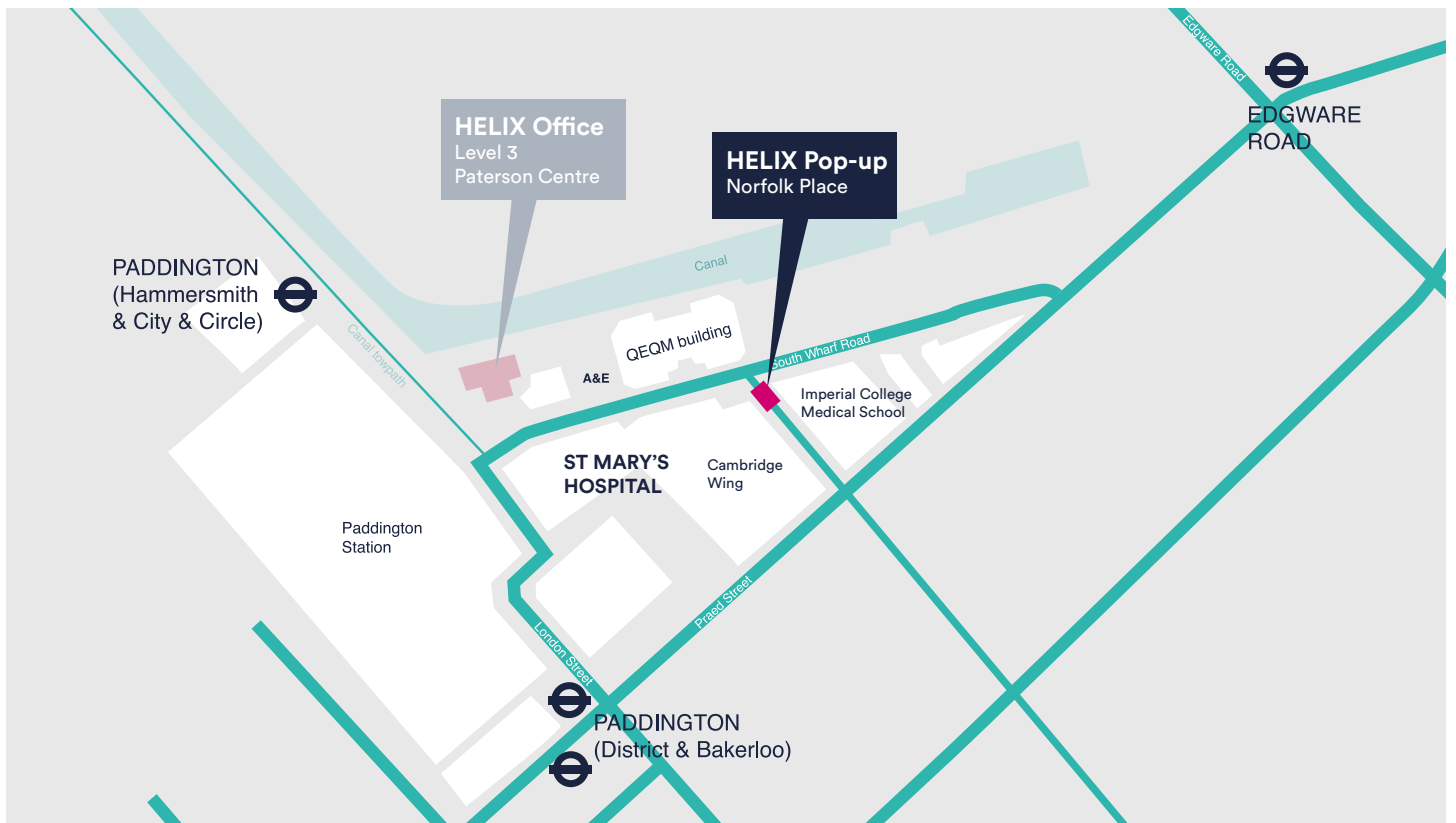 Edgware Road
EDGWARE
ROAD
HELIX Office
Level 3
Paterson Centre
HELIX Pop-up
Norfolk Place
PADDINGTON
(Hammersmith
& City & Circle)
Canal
Canal towpath
QEQM building
South Wharf Road
A&E
Imperial College
Medical School
ST MARY’S
HOSPITAL
Cambridge
Wing
Paddington
Station
Praed Street
London Street
PADDINGTON
(District & Bakerloo)